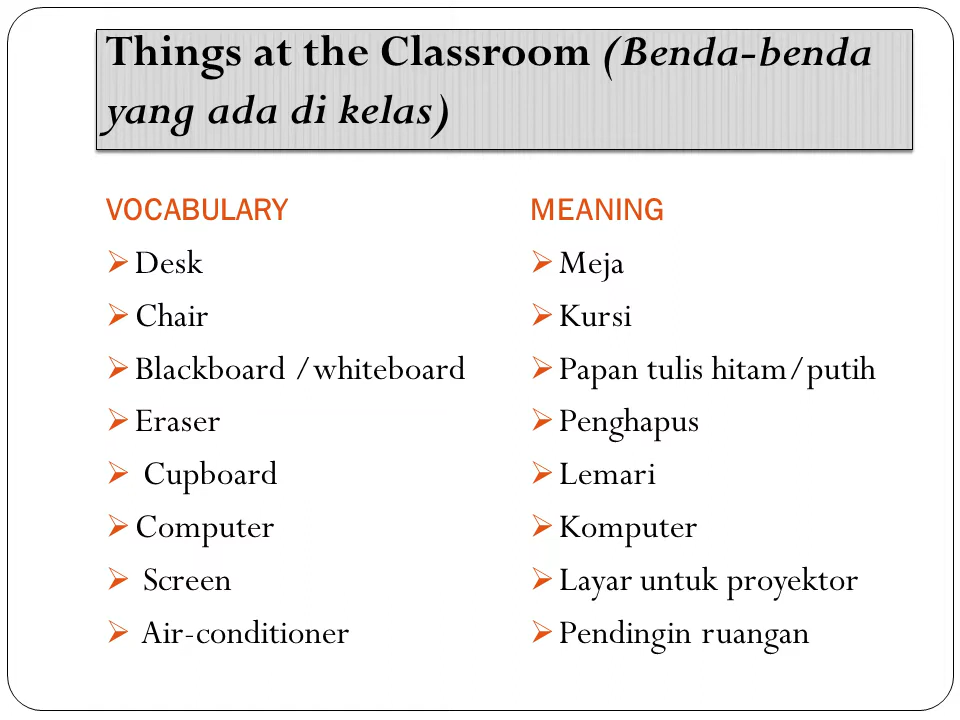 Things at the Classroom (Benda-benda
yang ada di kelas)
VOCABULARY
Desk
Chair
Blackboard /whiteboard
Eraser
Cupboard
Computer
Screen
Air-conditioner
MEANING
Meja
Kursi
Papan tulis hitam/putih
Penghapus
Lemari
Komputer
Layar untuk proyektor
Pendingin ruangan